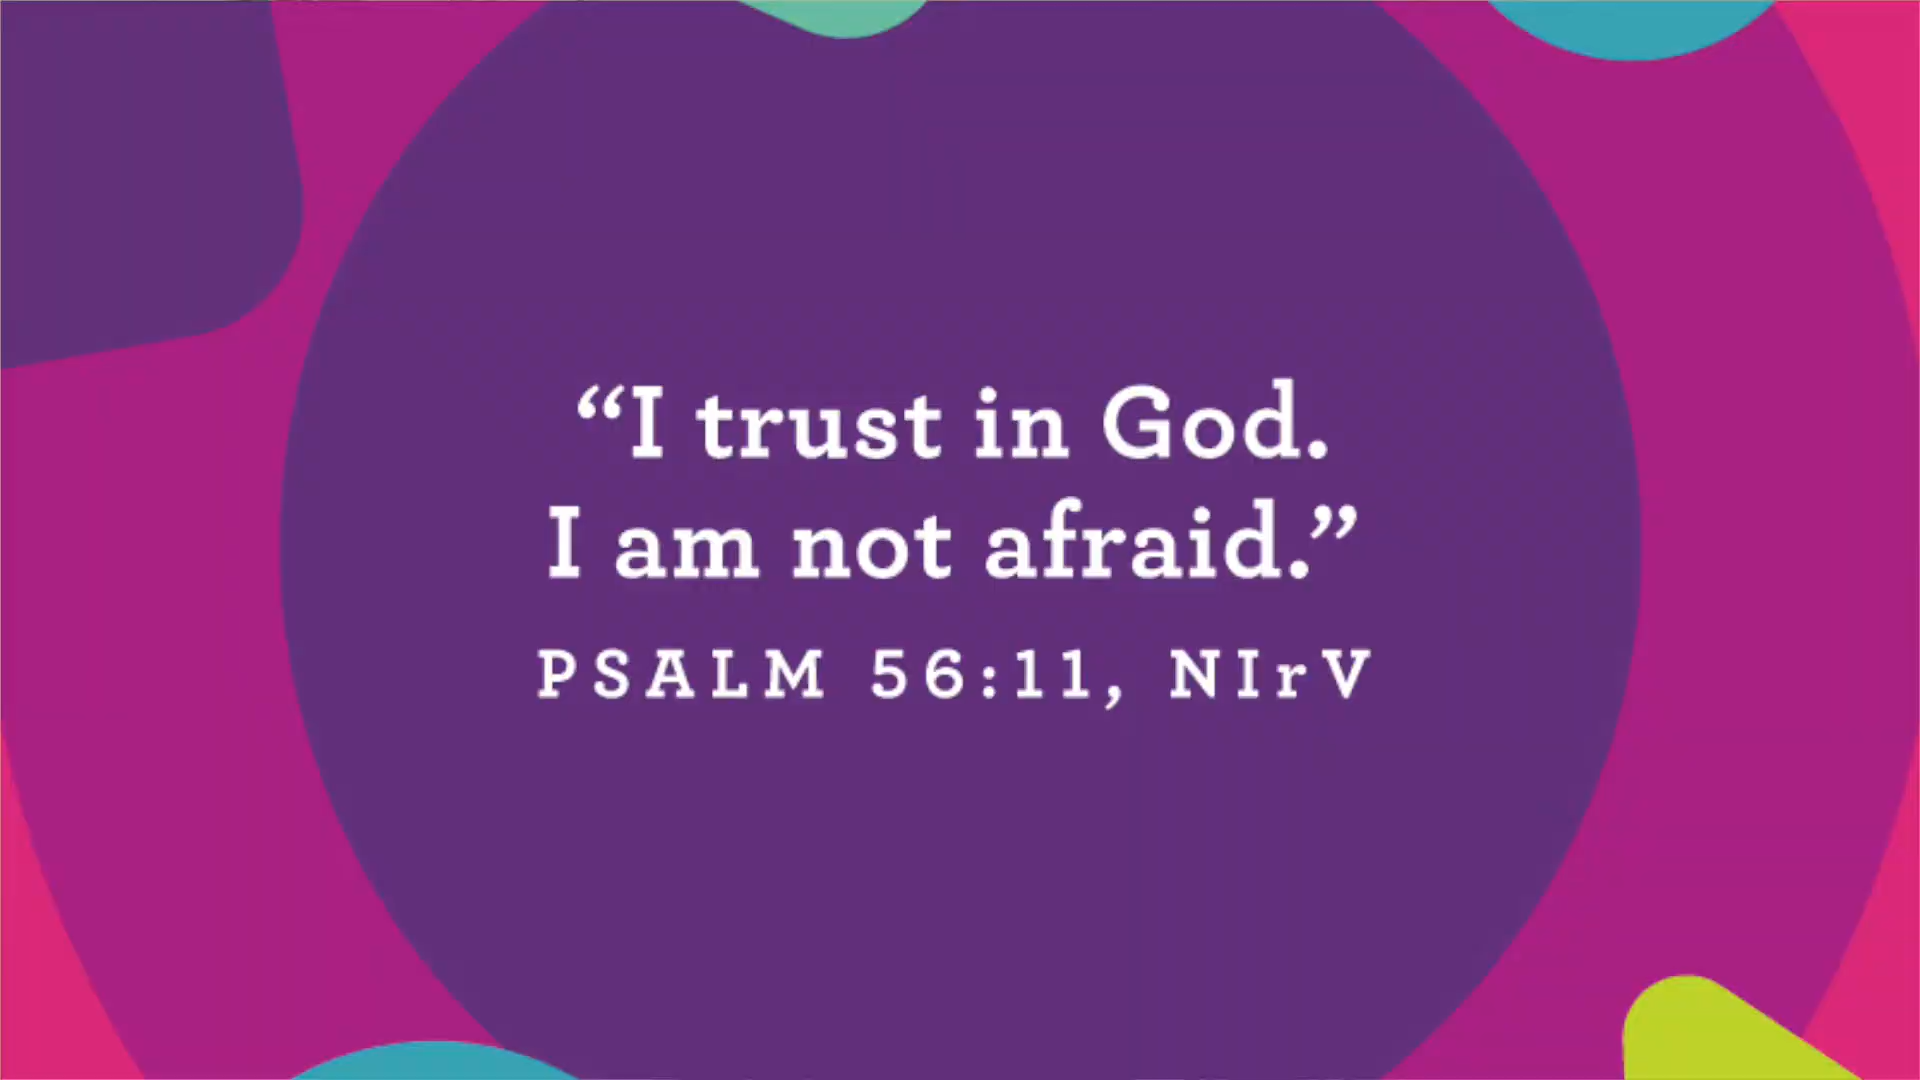 “I trust in God.
I am not afraid.”
PSALM 56:11, NIrV